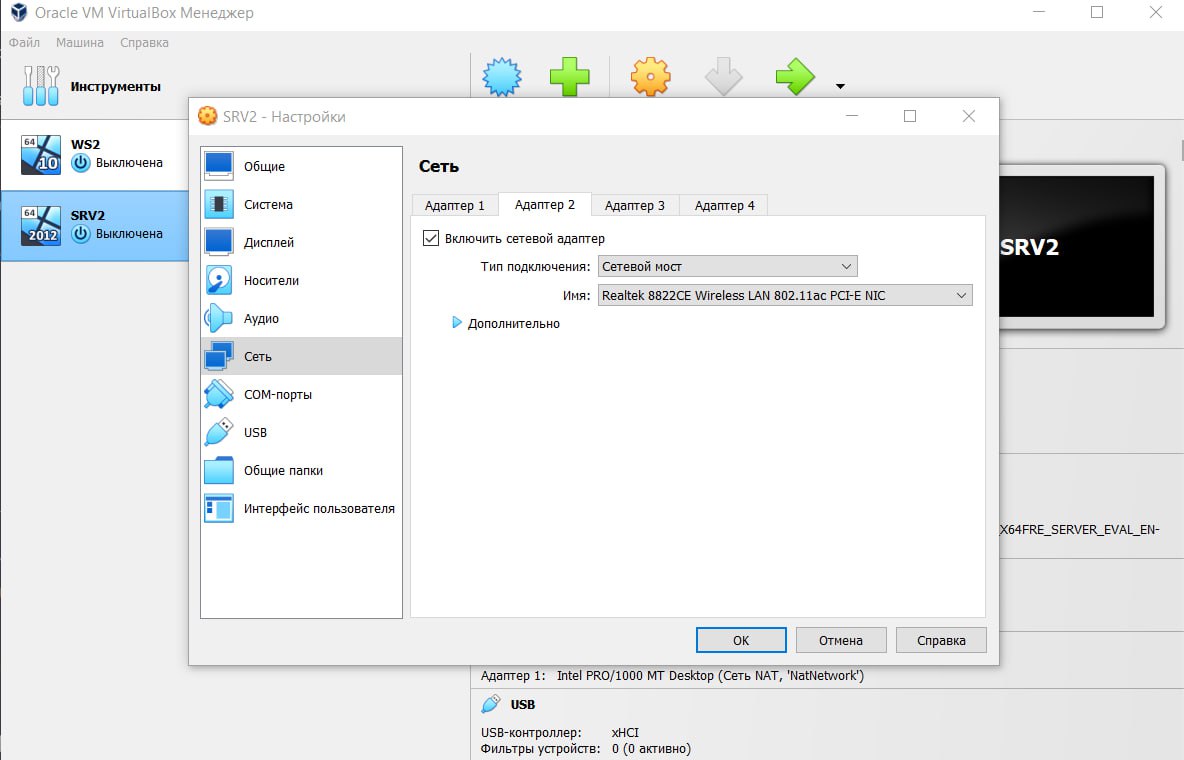 Oracle VM VirtualBox Менеджер
Файл Машина Справка
Инструменты
64
10
WS2
Выключена
64
2012
SRV2
Выключена
SRV2 - Настройки
Общие
Система
Дисплей
Носители
Аудио
Сеть
COM-порты
USB
Общие папки
Интерфейс пользователя
Сеть
Адаптер 1 Адаптер 2 Адаптер 3 Адаптер 4
Включить сетевой адаптер
Тип подключения: Сетевой мост
Имя: Realtek 8822CE Wireless LAN 802.11ac PCI-E NIC
Дополнительно
OK Отмена Справка
SRV2
_X64FRE_SERVER_EVAL_EN-
Адаптер 1: Intel PRO/1000 MT Desktop (Сеть NAT, 'NatNetwork')
USB
USB-контроллер: xHCI
Фильтры устройств: 0 (0 активно)